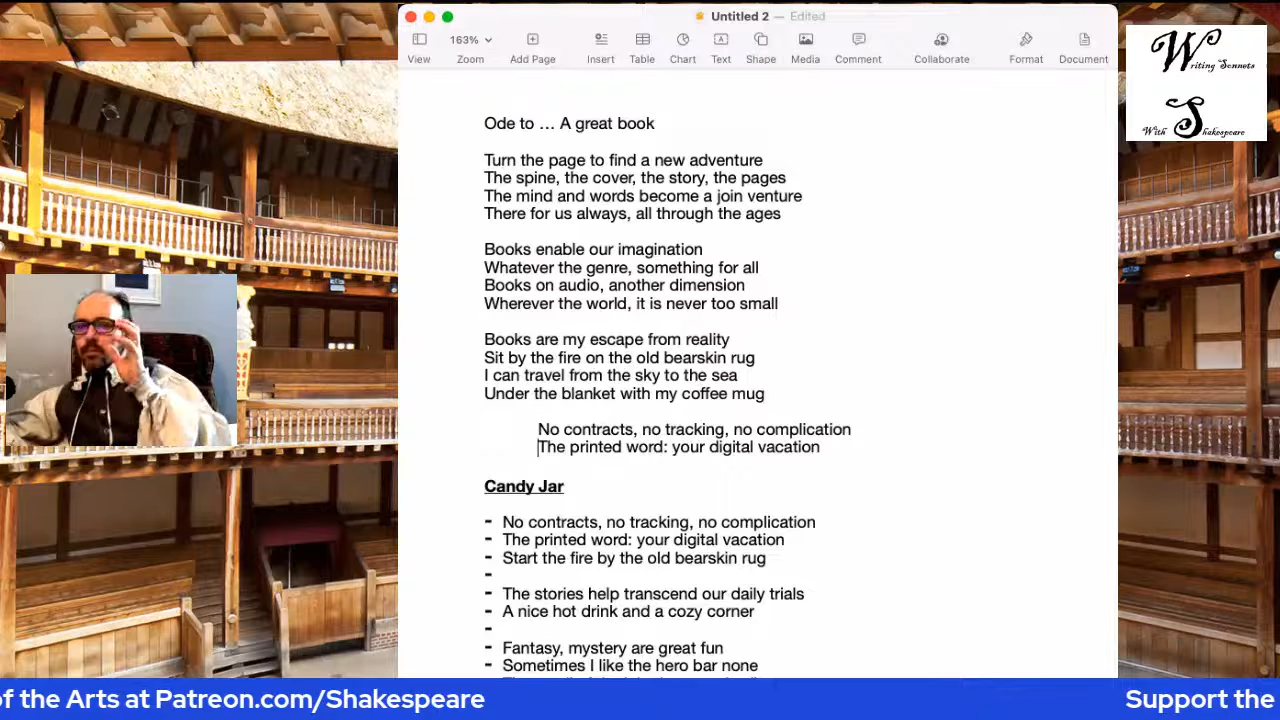 Untitled 2 — Edited
163%
View
Zoom
Add Page
Insert
Table
Chart
Text
Shape
Media
Comment
Collaborate
Format
Document
Writing Sonnets
With Shakespeare
Ode to … A great book
Turn the page to find a new adventure
The spine, the cover, the story, the pages
The mind and words become a join venture
There for us always, all through the ages
Books enable our imagination
Whatever the genre, something for all
Books on audio, another dimension
Wherever the world, it is never too small
Books are my escape from reality
Sit by the fire on the old bearskin rug
I can travel from the sky to the sea
Under the blanket with my coffee mug
No contracts, no tracking, no complication
The printed word: your digital vacation
Candy Jar
- No contracts, no tracking, no complication
- The printed word: your digital vacation
- Start the fire by the old bearskin rug
-
- The stories help transcend our daily trials
- A nice hot drink and a cozy corner
-
- Fantasy, mystery are great fun
- Sometimes I like the hero bar none
of the Arts at Patreon.com/Shakespeare
Support the